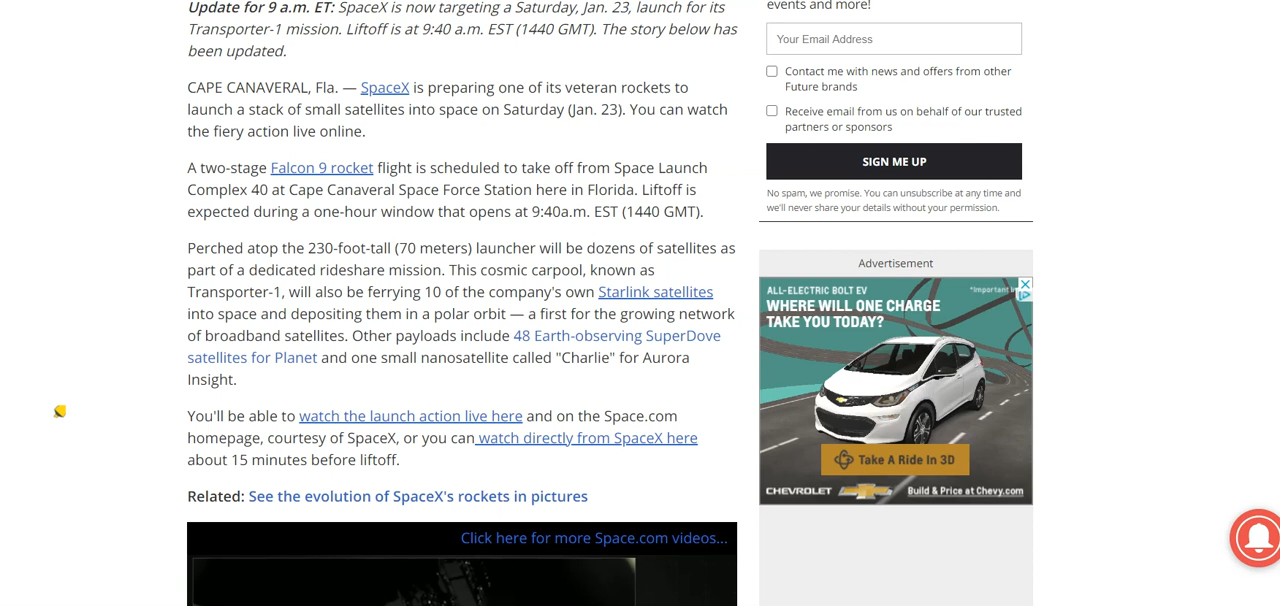 Update for 9 a.m. ET: SpaceX is now targeting a Saturday, Jan. 23, launch for its
Transporter-1 mission. Liftoff is at 9:40 a.m. EST (1440 GMT). The story below has
been updated.
CAPE CANAVERAL, Fla. — SpaceX is preparing one of its veteran rockets to
launch a stack of small satellites into space on Saturday (Jan. 23). You can watch
the fiery action live online.
A two-stage Falcon 9 rocket flight is scheduled to take off from Space Launch
Complex 40 at Cape Canaveral Space Force Station here in Florida. Liftoff is
expected during a one-hour window that opens at 9:40a.m. EST (1440 GMT).
Perched atop the 230-foot-tall (70 meters) launcher will be dozens of satellites as
part of a dedicated rideshare mission. This cosmic carpool, known as
Transporter-1, will also be ferrying 10 of the company's own Starlink satellites
into space and depositing them in a polar orbit — a first for the growing network
of broadband satellites. Other payloads include 48 Earth-observing SuperDove
satellites for Planet and one small nanosatellite called "Charlie" for Aurora
Insight.
You'll be able to watch the launch action live here and on the Space.com
homepage, courtesy of SpaceX, or you can watch directly from SpaceX here
about 15 minutes before liftoff.
Related: See the evolution of SpaceX's rockets in pictures
Click here for more Space.com videos...
events and more!
Your Email Address
Contact me with news and offers from other
Future brands
Receive email from us on behalf of our trusted
partners or sponsors
SIGN ME UP
No spam, we promise. You can unsubscribe at any time and
we'll never share your details without your permission.
Advertisement
ALL-ELECTRIC BOLT EV
*Important
WHERE WILL ONE CHARGE
TAKE YOU TODAY?
Take A Ride In 3D
CHEVROLET
Build & Price at Chevy.com